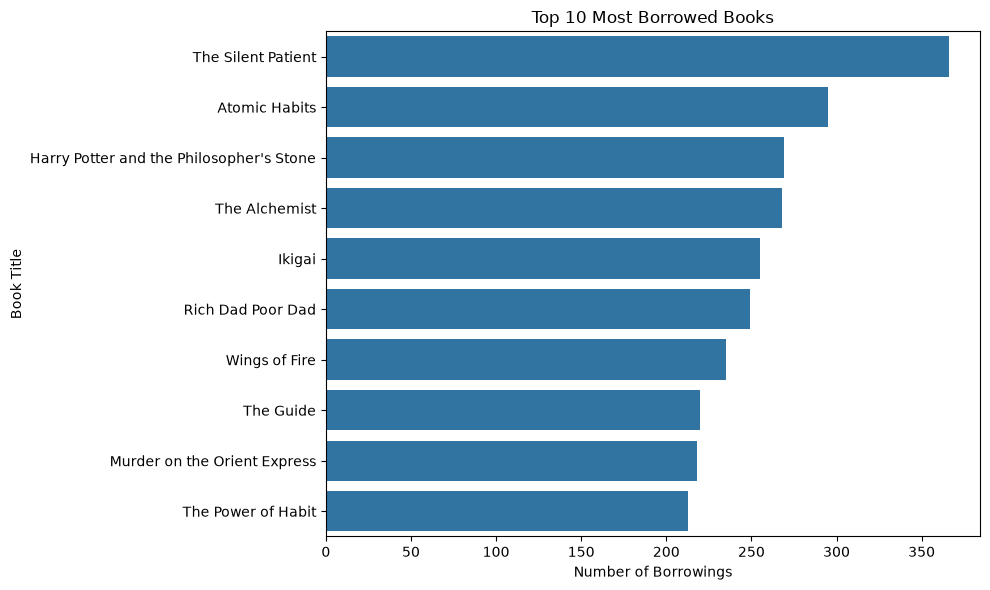 Top 10 Most Borrowed Books
The Silent Patient
Atomic Habits
Harry Potter and the Philosopher's Stone
The Alchemist
Ikigai
Rich Dad Poor Dad
Wings of Fire
The Guide
Murder on the Orient Express
The Power of Habit
Book Title
0 50 100 150 200 250 300 350
Number of Borrowings